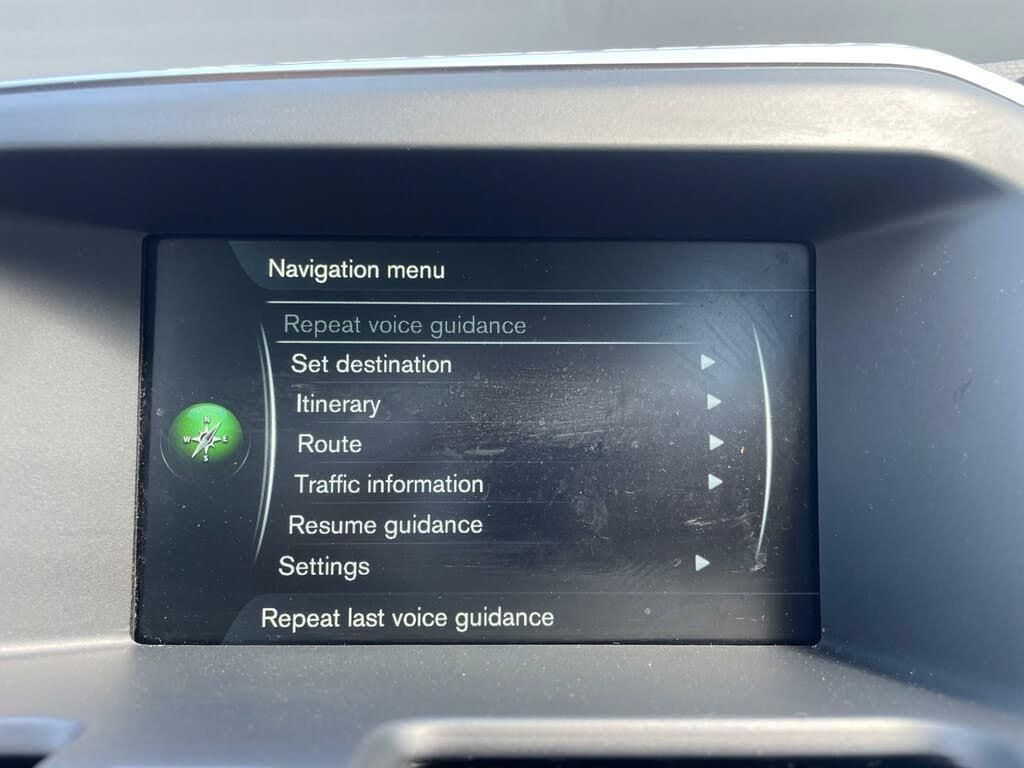 Navigation menu
Repeat voice guidance
Set destination
Itinerary
Route
Traffic information
Resume guidance
Settings
Repeat last voice guidance
N
W E
S